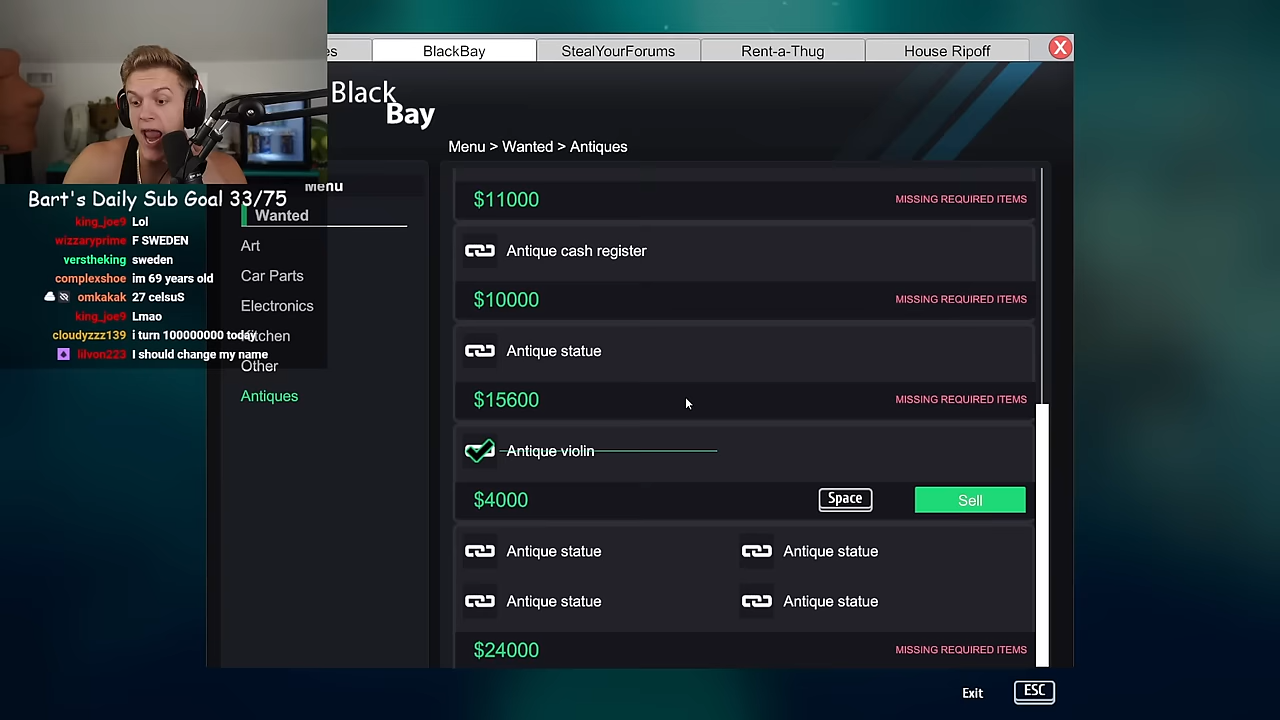 es
BlackBay
StealYourForums
Rent-a-Thug
House Ripoff
X
Black
Bay
Menu > Wanted > Antiques
Menu
Wanted
Art
Car Parts
Electronics
Kitchen
Other
Antiques
Bart's Daily Sub Goal 33/75
king_joe9 Lol
wizzaryprime F SWEDEN
verstheking sweden
complexshoe im 69 years old
omkakak 27 celsuS
king_joe9 Lmao
cloudyzzz139 i turn 100000000 today
lilvon223 I should change my name
$11000 MISSING REQUIRED ITEMS
Antique cash register
$10000 MISSING REQUIRED ITEMS
Antique statue
$15600 MISSING REQUIRED ITEMS
Antique violin
$4000 Space Sell
Antique statue Antique statue
Antique statue Antique statue
$24000 MISSING REQUIRED ITEMS
Exit ESC